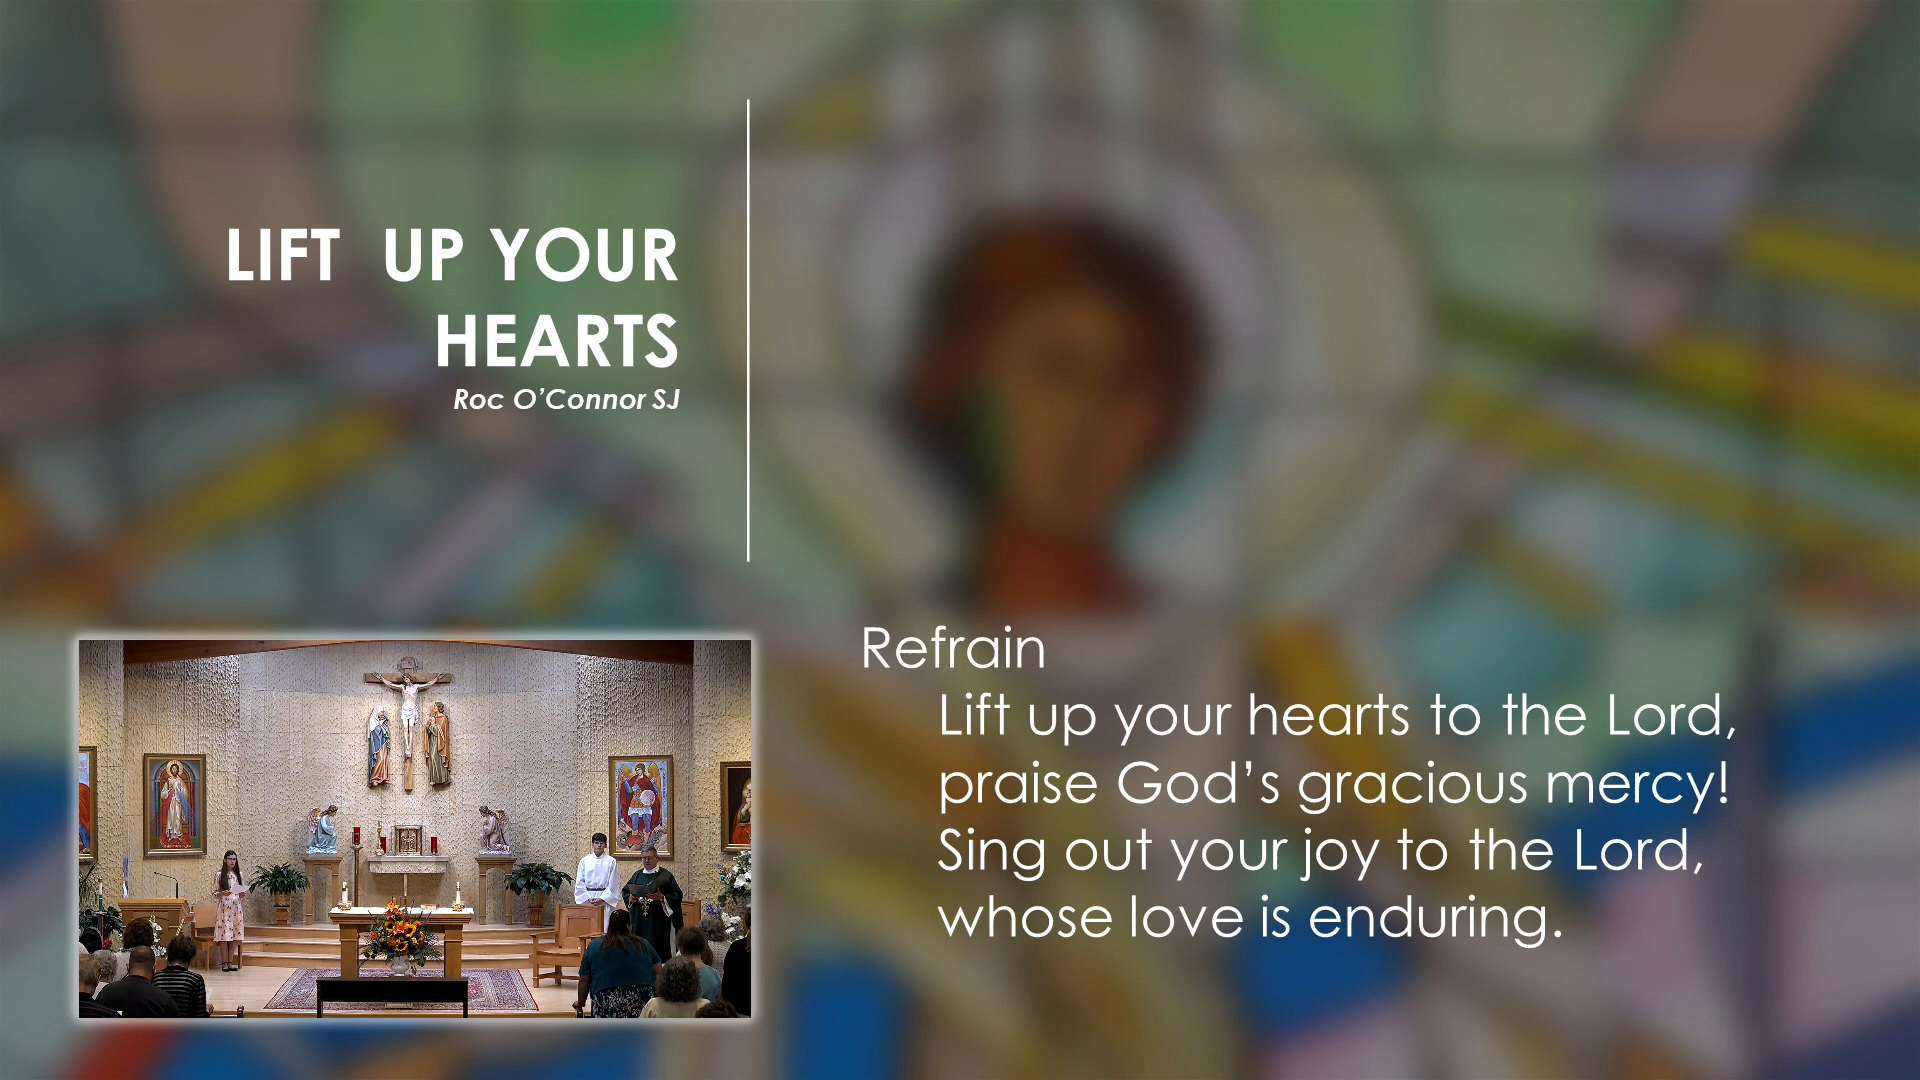 LIFT  UP YOUR
HEARTS
Roc O’Connor SJ
Refrain
Lift up your hearts to the Lord,
praise God’s gracious mercy!
Sing out your joy to the Lord,
whose love is enduring.